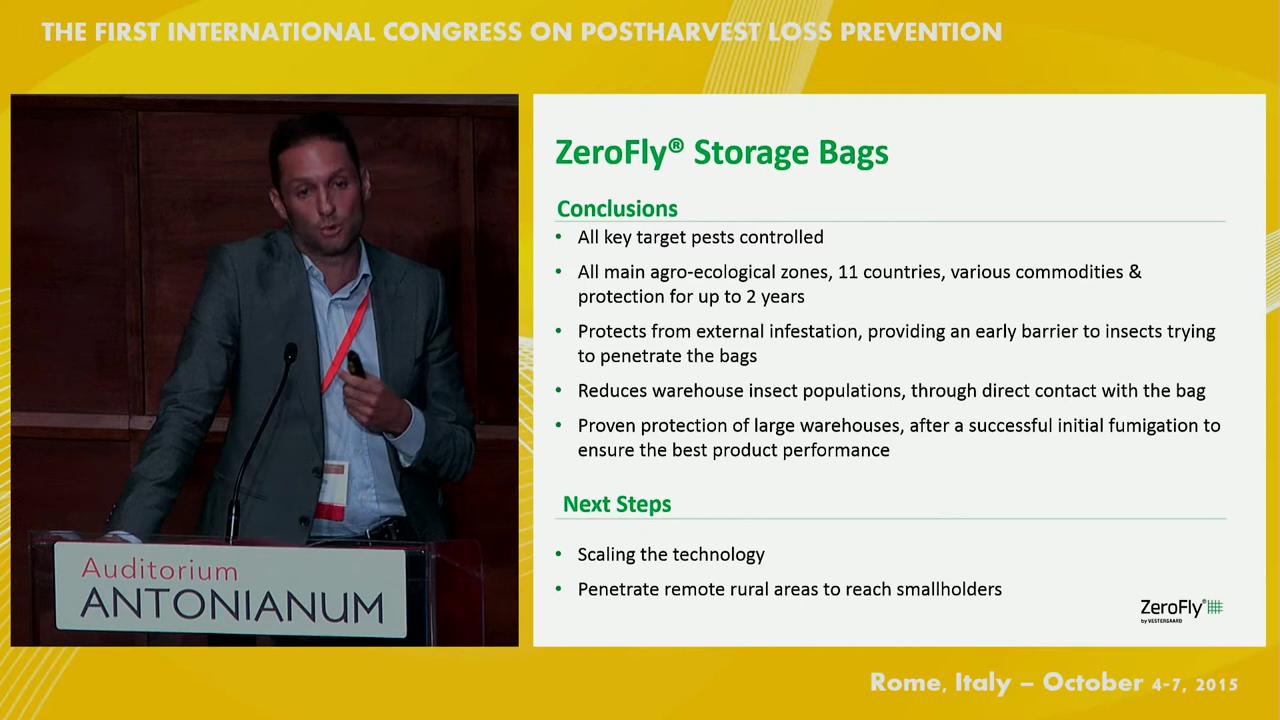 THE FIRST INTERNATIONAL CONGRESS ON POSTHARVEST LOSS PREVENTION
Auditorium
ANTONIANUM
ZeroFly® Storage Bags
Conclusions
• All key target pests controlled
• All main agro-ecological zones, 11 countries, various commodities &
protection for up to 2 years
• Protects from external infestation, providing an early barrier to insects trying
to penetrate the bags
• Reduces warehouse insect populations, through direct contact with the bag
• Proven protection of large warehouses, after a successful initial fumigation to
ensure the best product performance
Next Steps
• Scaling the technology
• Penetrate remote rural areas to reach smallholders
ZeroFly®
by VESTERGAARD
Rome, Italy – October 4-7, 2015